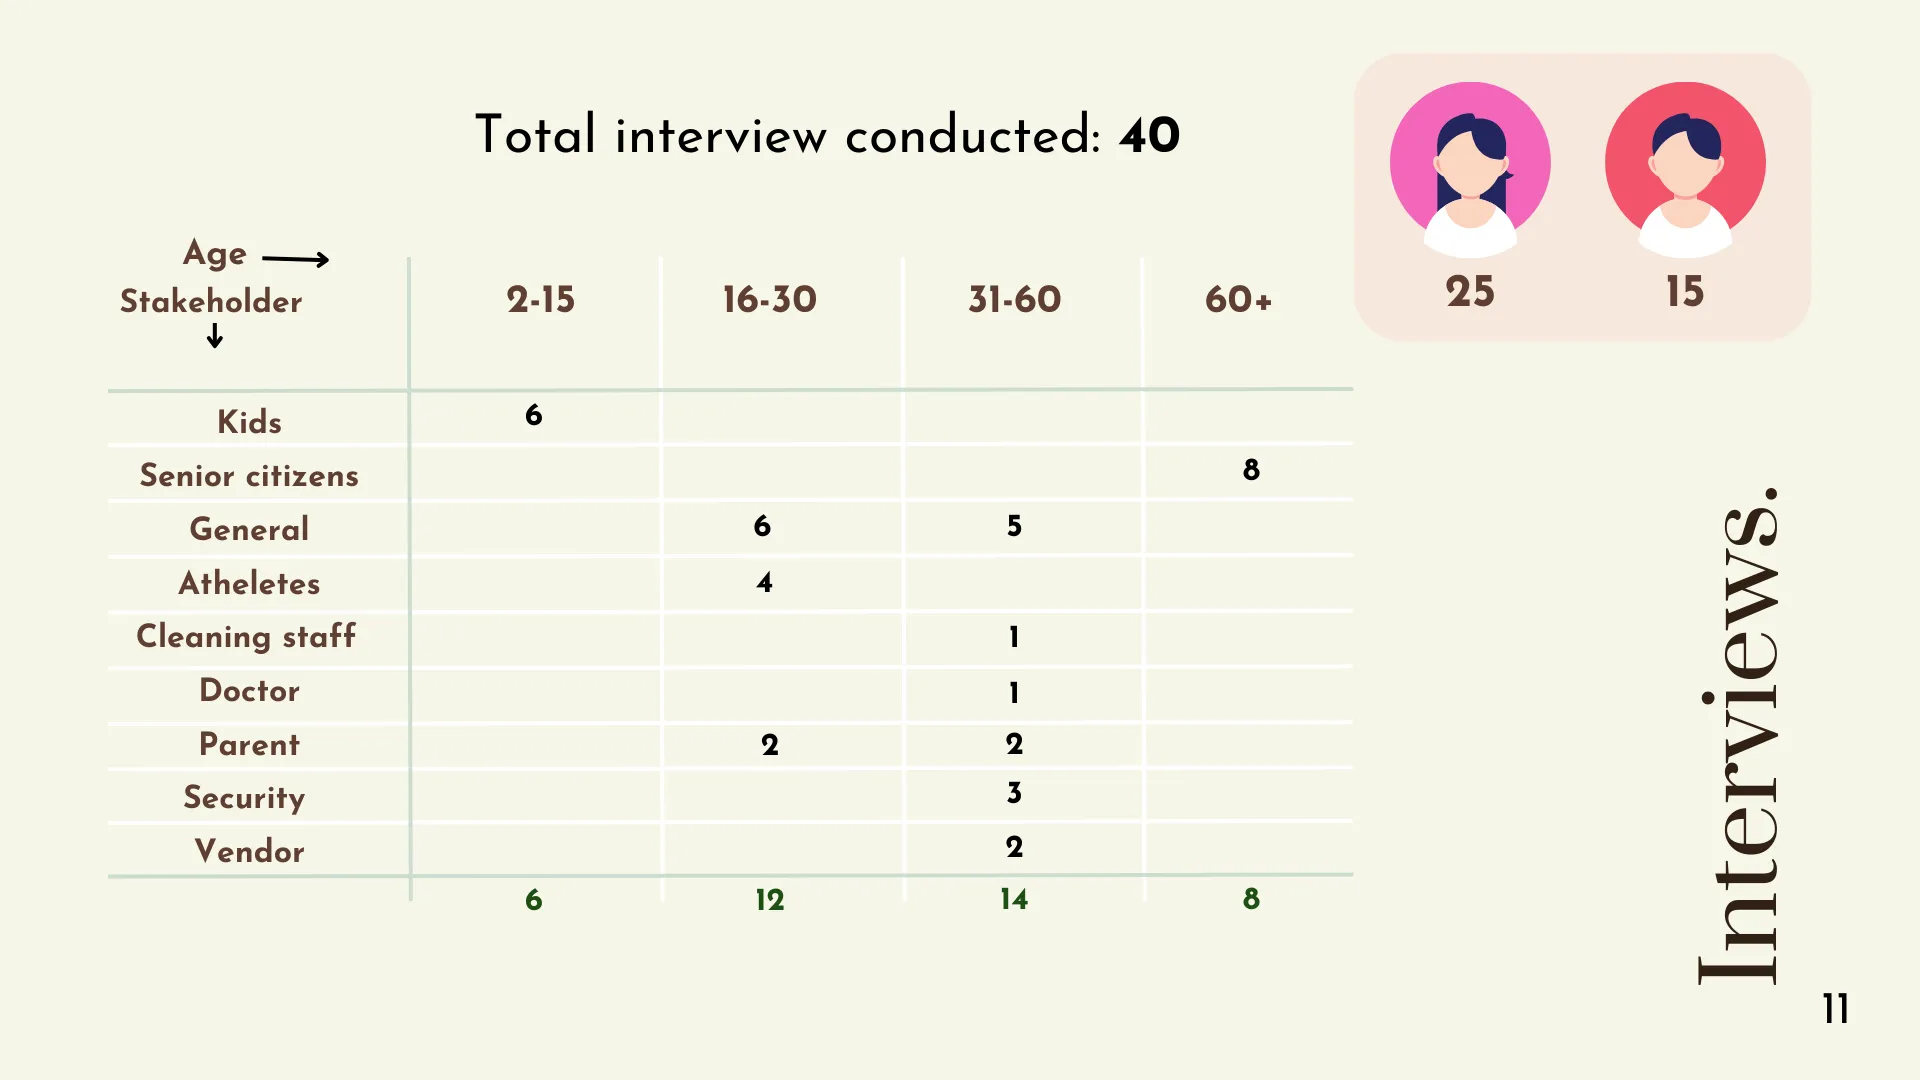 Total interview conducted: 40
25 15
Age
Stakeholder
2-15 16-30 31-60 60+
Kids 6
Senior citizens 8
General 6 5
Atheletes 4
Cleaning staff 1
Doctor 1
Parent 2 2
Security 3
Vendor 2
6 12 14 8
Interviews.
11